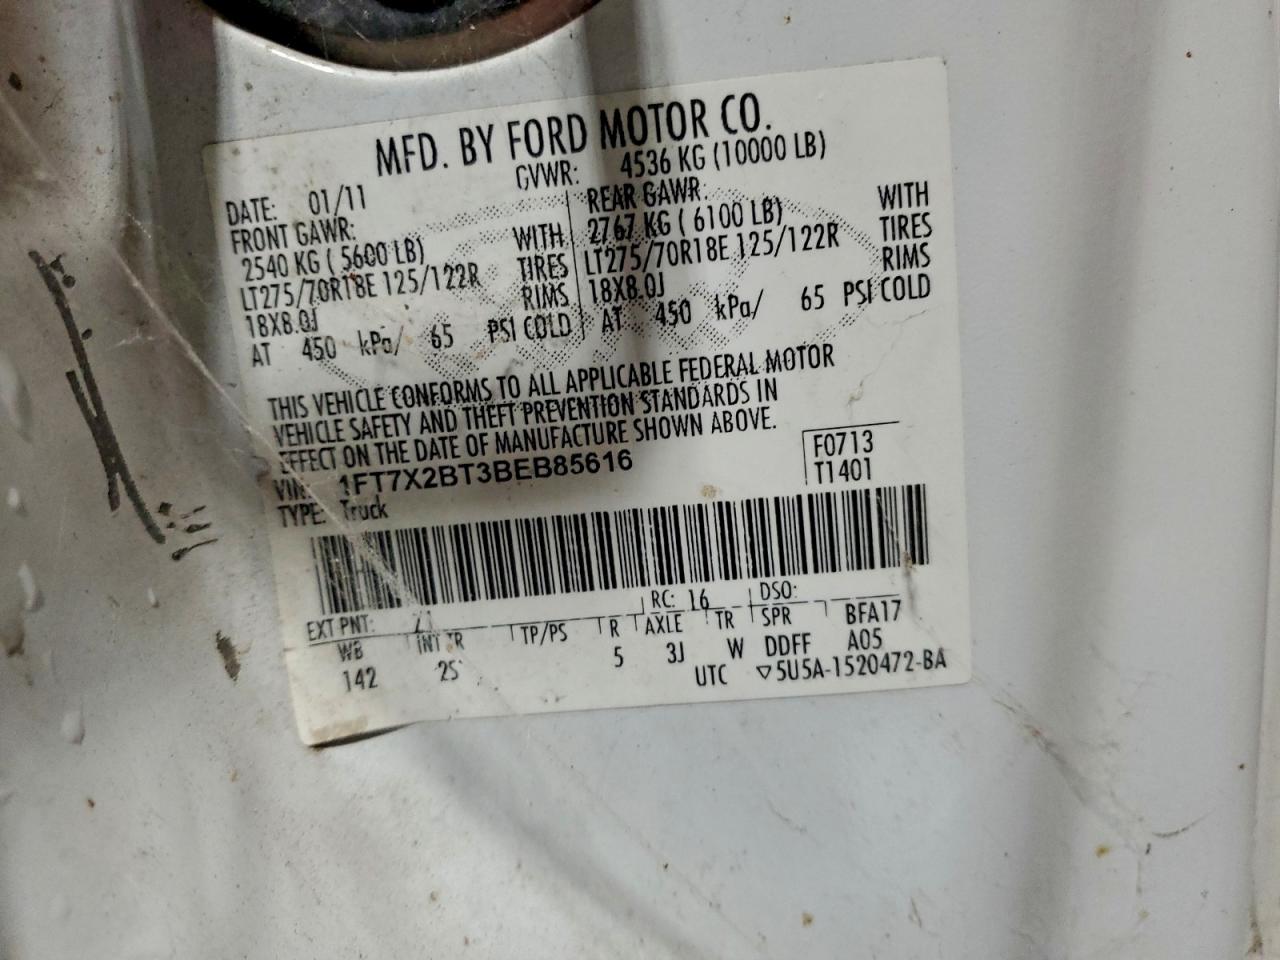 MFD. BY FORD MOTOR CO.
DATE: 01/11 GVWR: 4536 KG (10000 LB)
FRONT GAWR: REAR GAWR: WITH
2540 KG ( 5600 LB) WITH 2767 KG ( 6100 LB) TIRES
LT275/70R18E 125/122R TIRES LT275/70R18E 125/122R RIMS
18X8.0J RIMS 18X8.0J
AT 450 kPa/ 65 PSI COLD AT 450 kPa/ 65 PSI COLD
THIS VEHICLE CONFORMS TO ALL APPLICABLE FEDERAL MOTOR
VEHICLE SAFETY AND THEFT PREVENTION STANDARDS IN
EFFECT ON THE DATE OF MANUFACTURE SHOWN ABOVE.
VIN: 1FT7X2BT3BEB85616 F0713
TYPE: Truck T1401
EXT PNT: RC: 16 DSO:
WB INT TR TP/PS R AXLE TR SPR BFA17
142 5 3J W DDFF A05
UTC ▽5U5A-1520472-BA